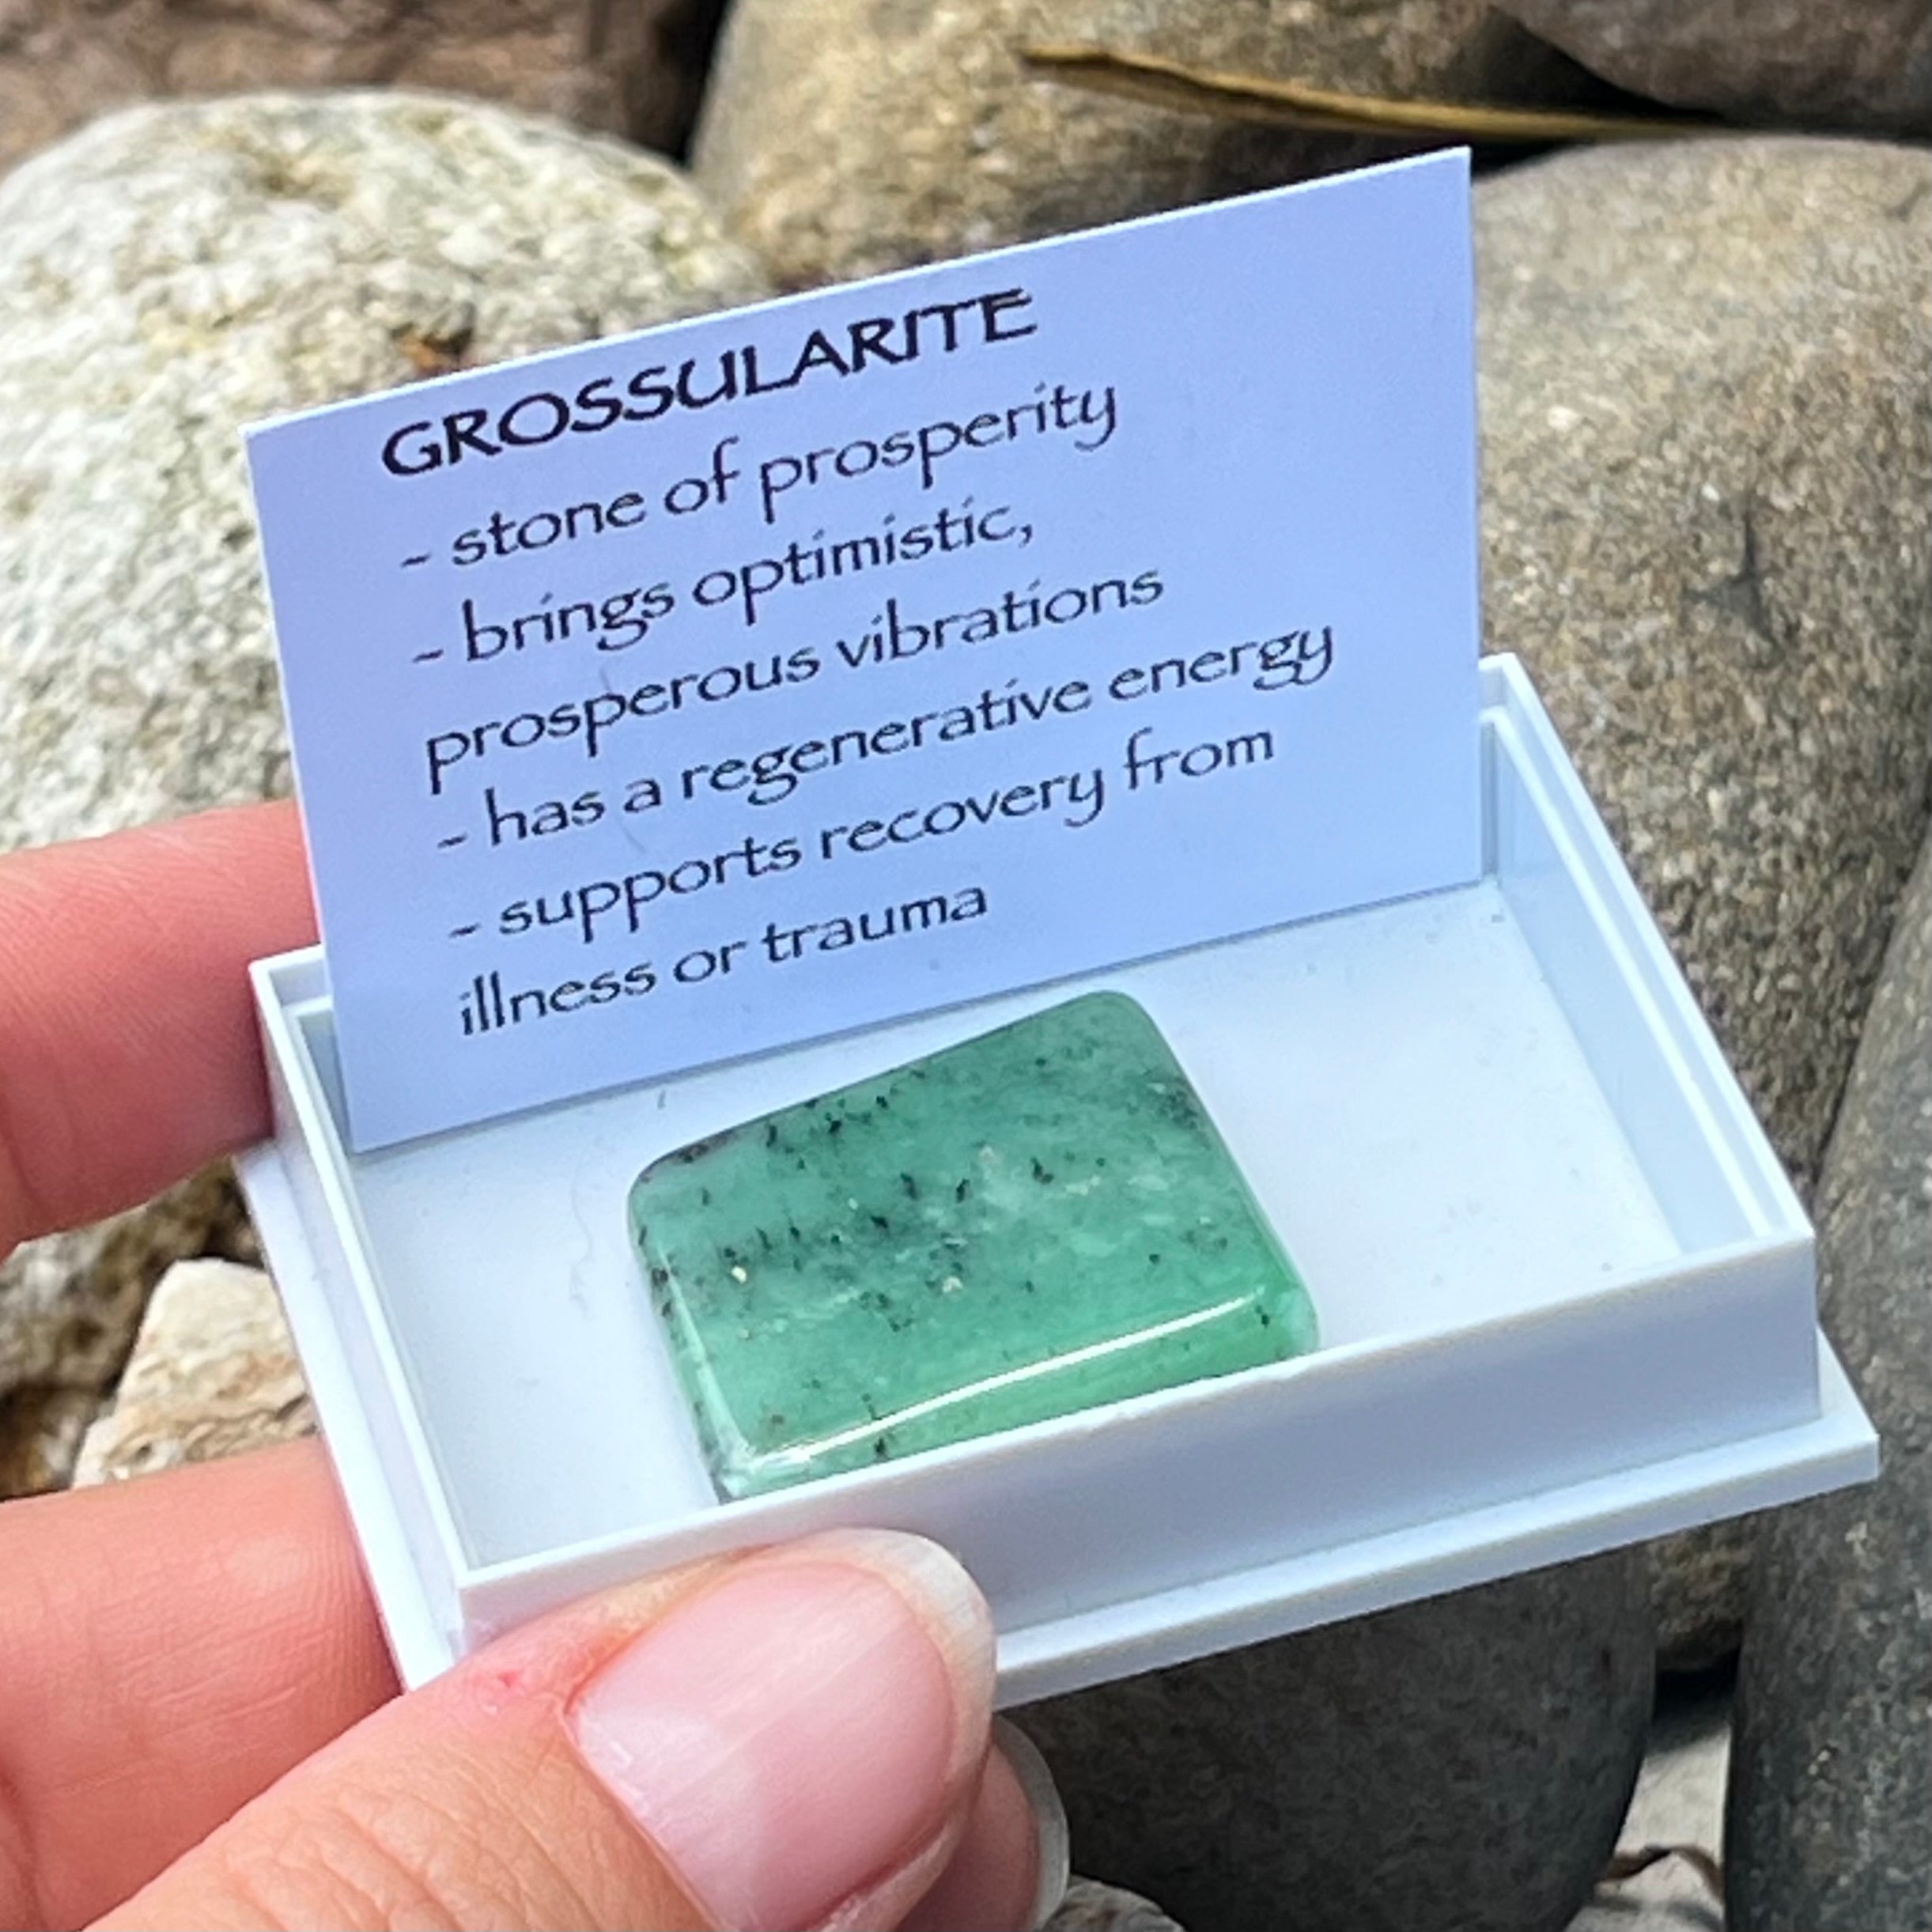 GROSSULARITE
- stone of prosperity
- brings optimistic,
prosperous vibrations
- has a regenerative energy
- supports recovery from
illness or trauma